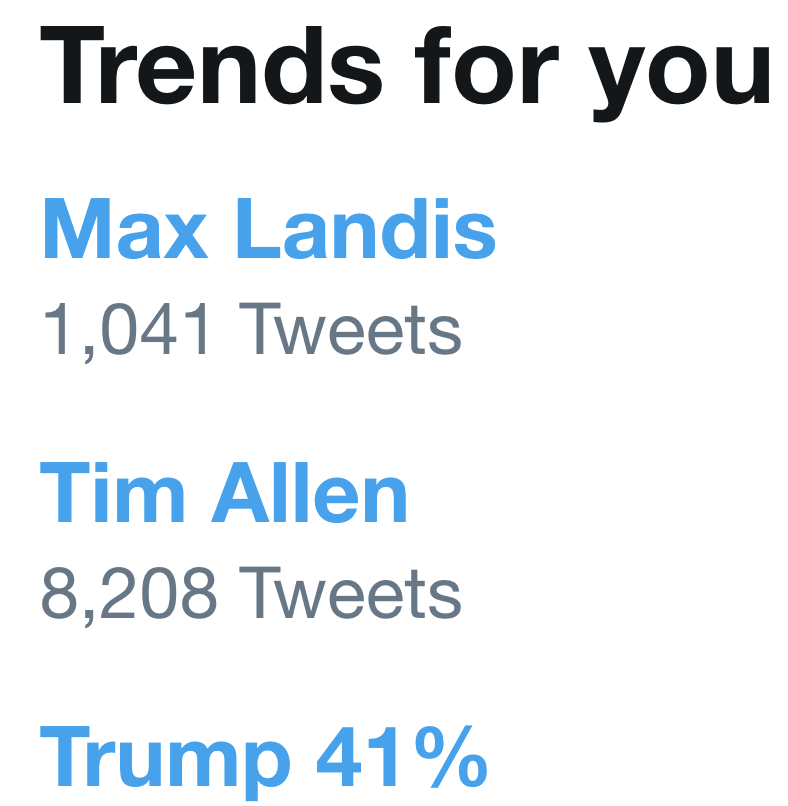 Trends for you
Max Landis
1,041 Tweets
Tim Allen
8,208 Tweets
Trump 41%